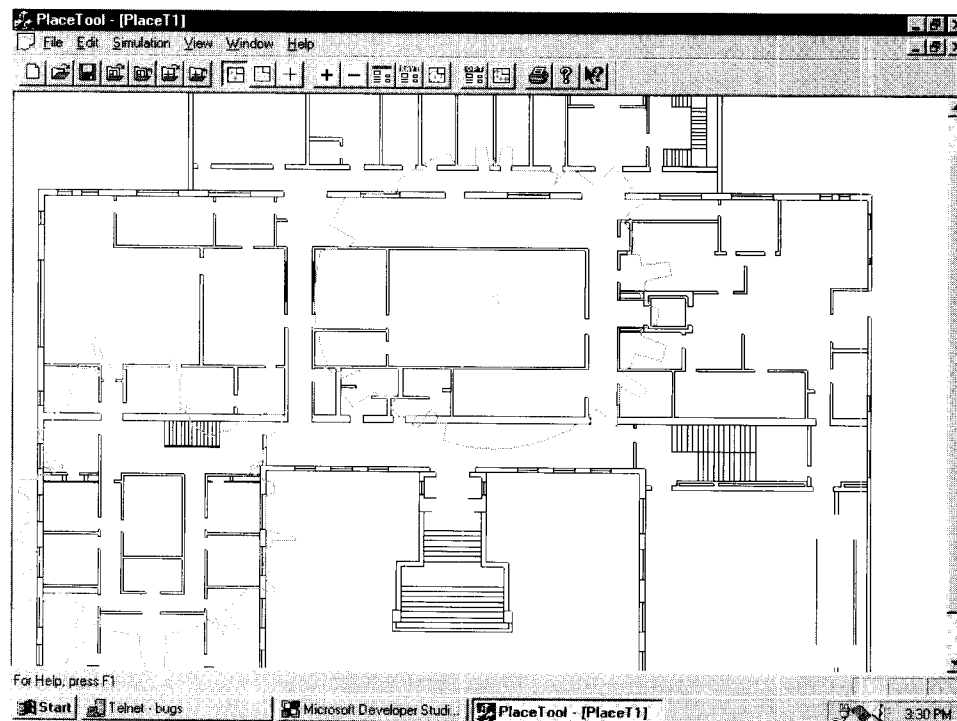 PlaceTool - [PlaceT1]
File Edit Simulation View Window Help
For Help, press F1
Start Telnet - bugs Microsoft Developer Studi... PlaceTool - [PlaceT1] 3:30 PM